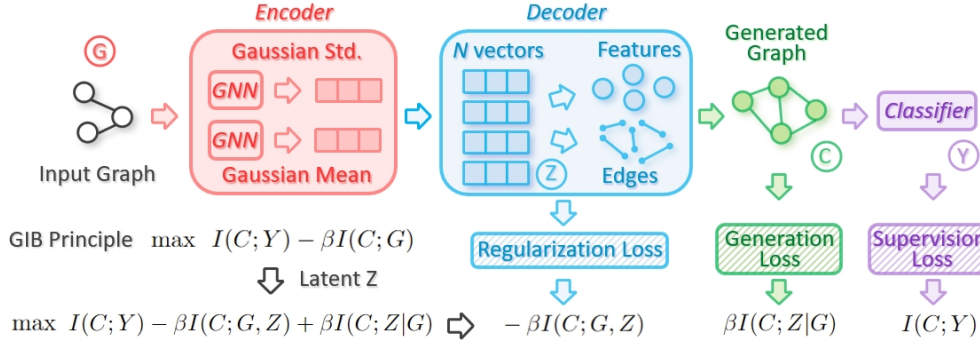 Encoder
Decoder
G
Gaussian Std.
GNN
GNN
Gaussian Mean
Input Graph
N vectors
Features
Z
Edges
Generated
Graph
C
Classifier
Y
GIB Principle max I(C;Y) − βI(C;G)
Latent Z
Regularization Loss
Generation
Loss
Supervision
Loss
max I(C;Y) − βI(C;G,Z) + βI(C;Z|G)
− βI(C;G,Z)
βI(C;Z|G)
I(C;Y)